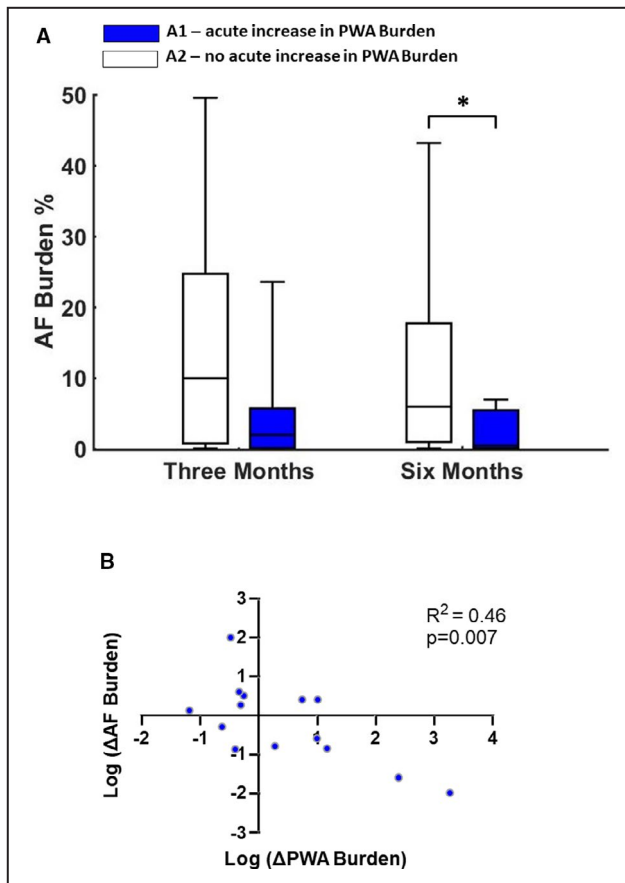 A
A1 – acute increase in PWA Burden
A2 – no acute increase in PWA Burden
AF Burden %
50
40
30
20
10
0
*
Three Months
Six Months
B
Log (ΔAF Burden)
3
2
1
-1
-2
-3
R² = 0.46
p=0.007
-2 -1 1 2 3 4
Log (ΔPWA Burden)